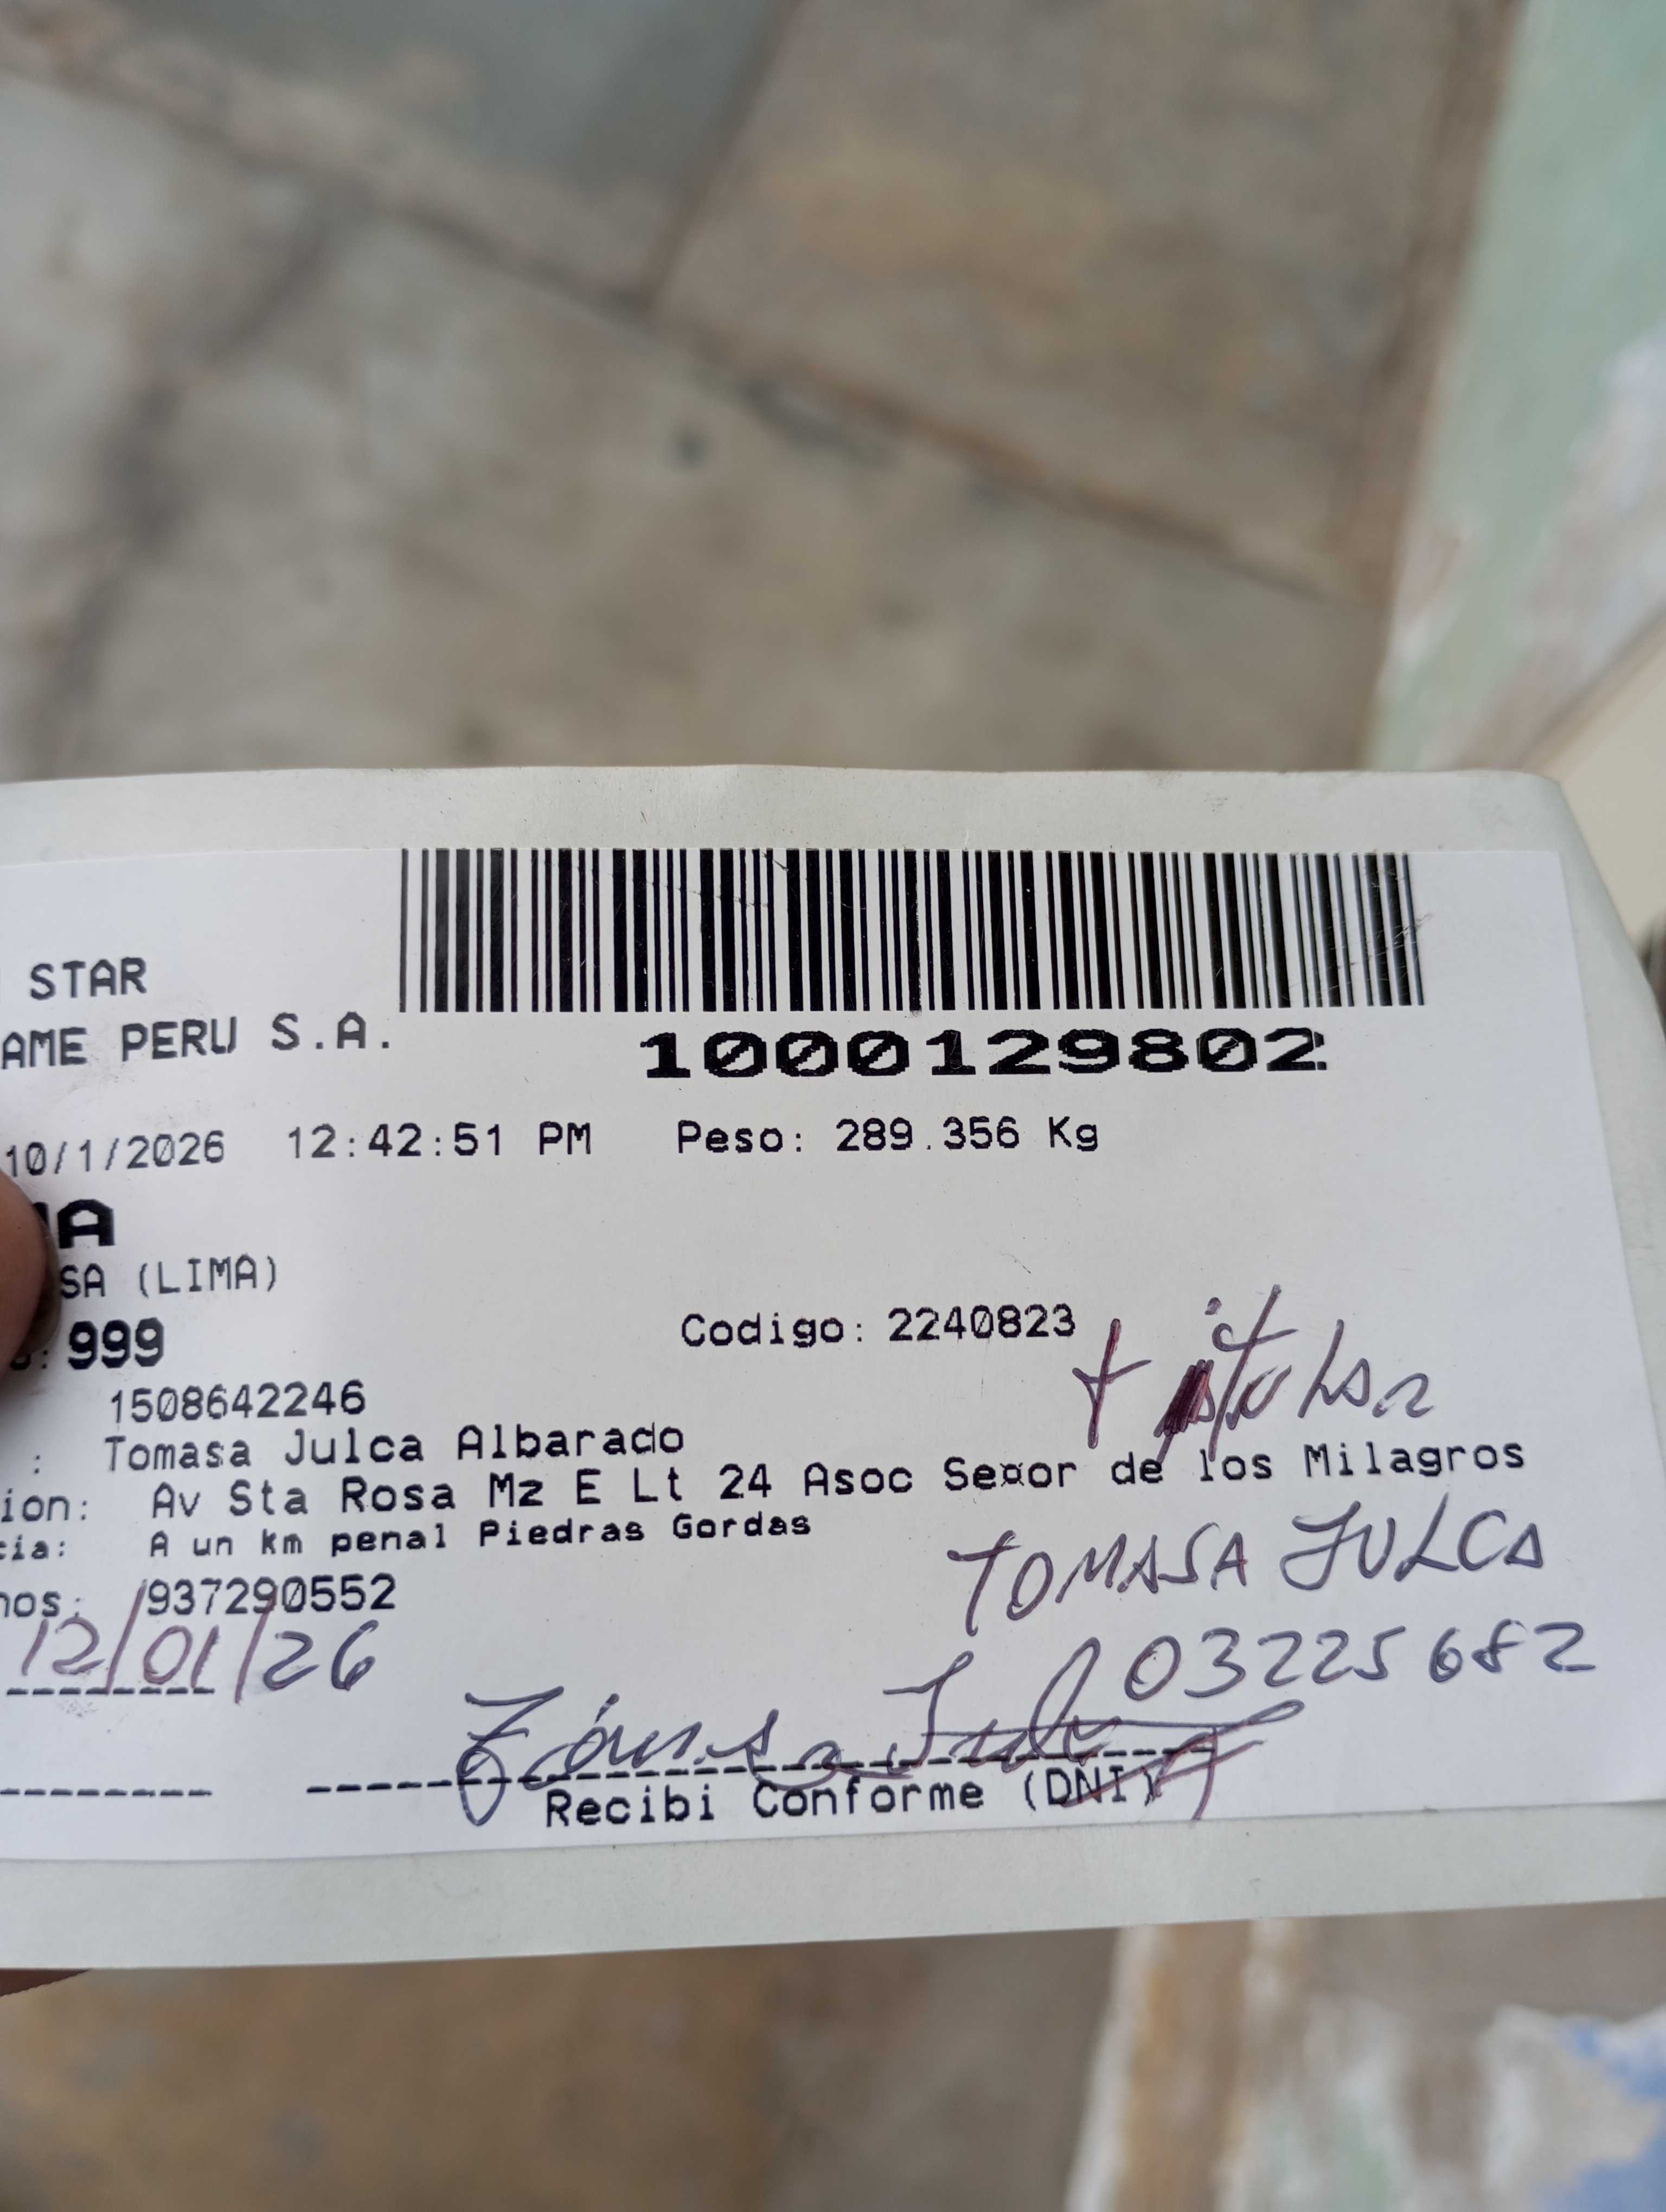 STAR
AME PERU S.A.
1000129802
10/1/2026 12:42:51 PM Peso: 289.356 Kg
A
SA (LIMA)
Codigo: 2240823
: 999
titular
1508642246
: Tomasa Julca Albarado
ion: Av Sta Rosa Mz E Lt 24 Asoc Señor de los Milagros
cia: A un km penal Piedras Gordas
TOMASA JULCA
nos: 937290552
12/01/26
03225682
Recibi Conforme (DNI)